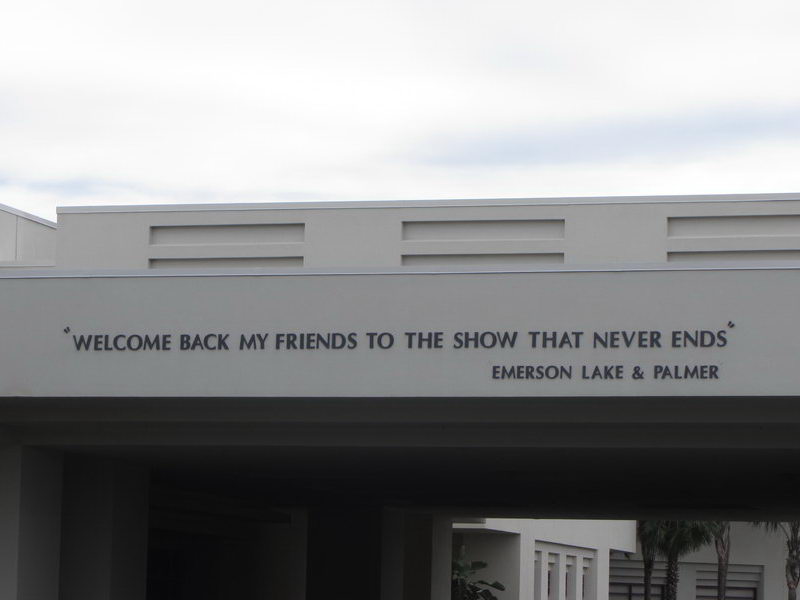 "WELCOME BACK MY FRIENDS TO THE SHOW THAT NEVER ENDS"
EMERSON LAKE & PALMER